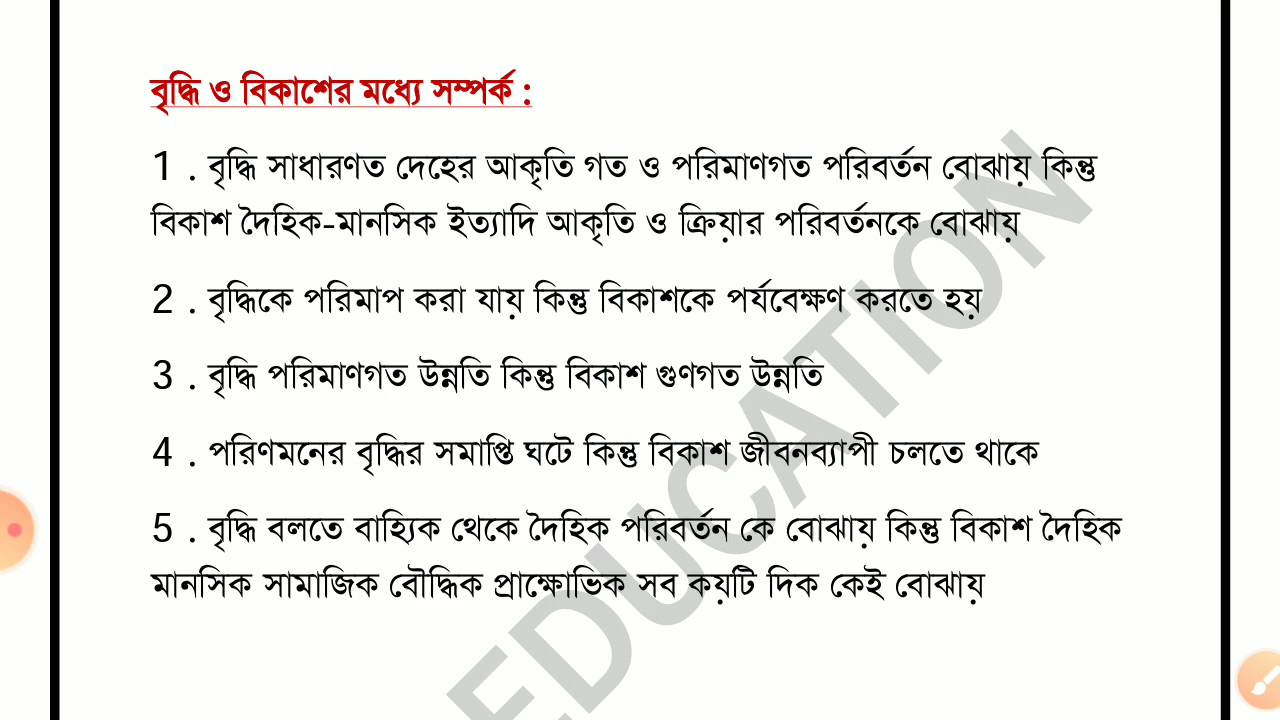 বৃদ্ধি ও বিকাশের মধ্যে সম্পর্ক :
1 . বৃদ্ধি সাধারণত দেহের আকৃতি গত ও পরিমাণগত পরিবর্তন বোঝায় কিন্তু
বিকাশ দৈহিক-মানসিক ইত্যাদি আকৃতি ও ক্রিয়ার পরিবর্তনকে বোঝায়
2 . বৃদ্ধিকে পরিমাপ করা যায় কিন্তু বিকাশকে পর্যবেক্ষণ করতে হয়
3 . বৃদ্ধি পরিমাণগত উন্নতি কিন্তু বিকাশ গুণগত উন্নতি
4 . পরিণমনের বৃদ্ধির সমাপ্তি ঘটে কিন্তু বিকাশ জীবনব্যাপী চলতে থাকে
5 . বৃদ্ধি বলতে বাহ্যিক থেকে দৈহিক পরিবর্তন কে বোঝায় কিন্তু বিকাশ দৈহিক
মানসিক সামাজিক বৌদ্ধিক প্রাক্ষোভিক সব কয়টি দিক কেই বোঝায়
EDUCATION